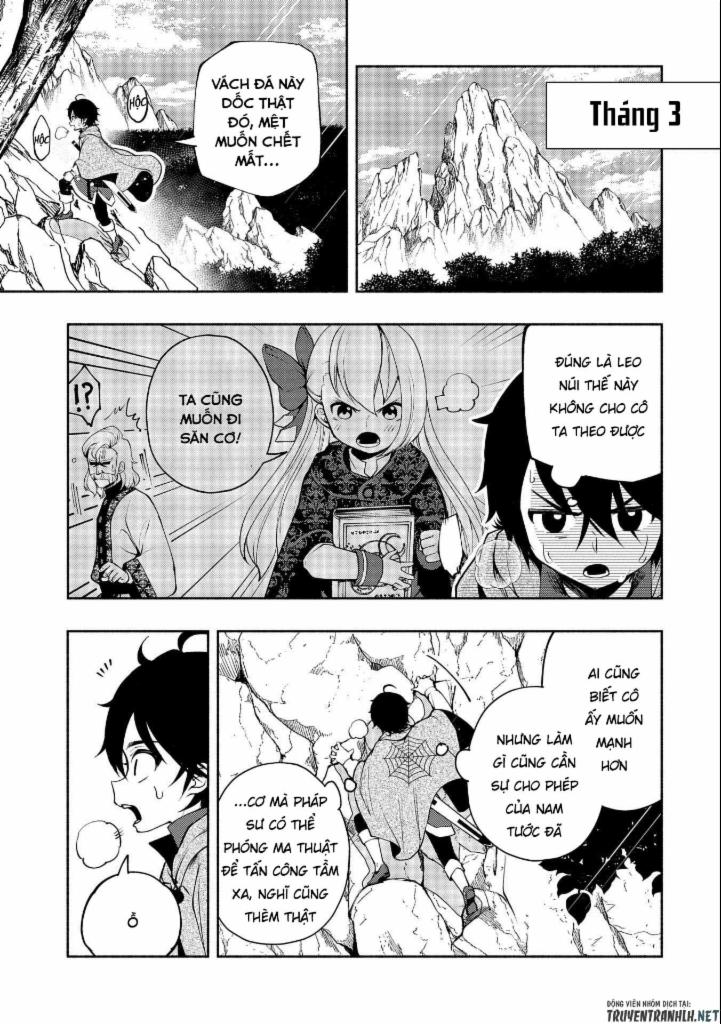 Tháng 3
VÁCH ĐÁ NÀY
DỐC THẬT
ĐÓ, MỆT
MUỐN CHẾT
MẤT...
HỘC
HỘC
ĐÚNG LÀ LEO
NÚI THẾ NÀY
KHÔNG CHO CÔ
TA THEO ĐƯỢC
TA CŨNG
MUỐN ĐI
SĂN CƠ!
!?
AI CŨNG
BIẾT CÔ
ẤY MUỐN
MẠNH
HƠN
NHƯNG LÀM
GÌ CŨNG CẦN
SỰ CHO PHÉP
CỦA NAM
TƯỚC ĐÃ
...CƠ MÀ PHÁP
SƯ CÓ THỂ
PHÓNG MA THUẬT
ĐỂ TẤN CÔNG TẦM
XA, NGHĨ CŨNG
THÈM THẬT
Ồ
ĐỘNG VIÊN NHÓM DỊCH TẠI:
TRUYENTRANHLH.NET